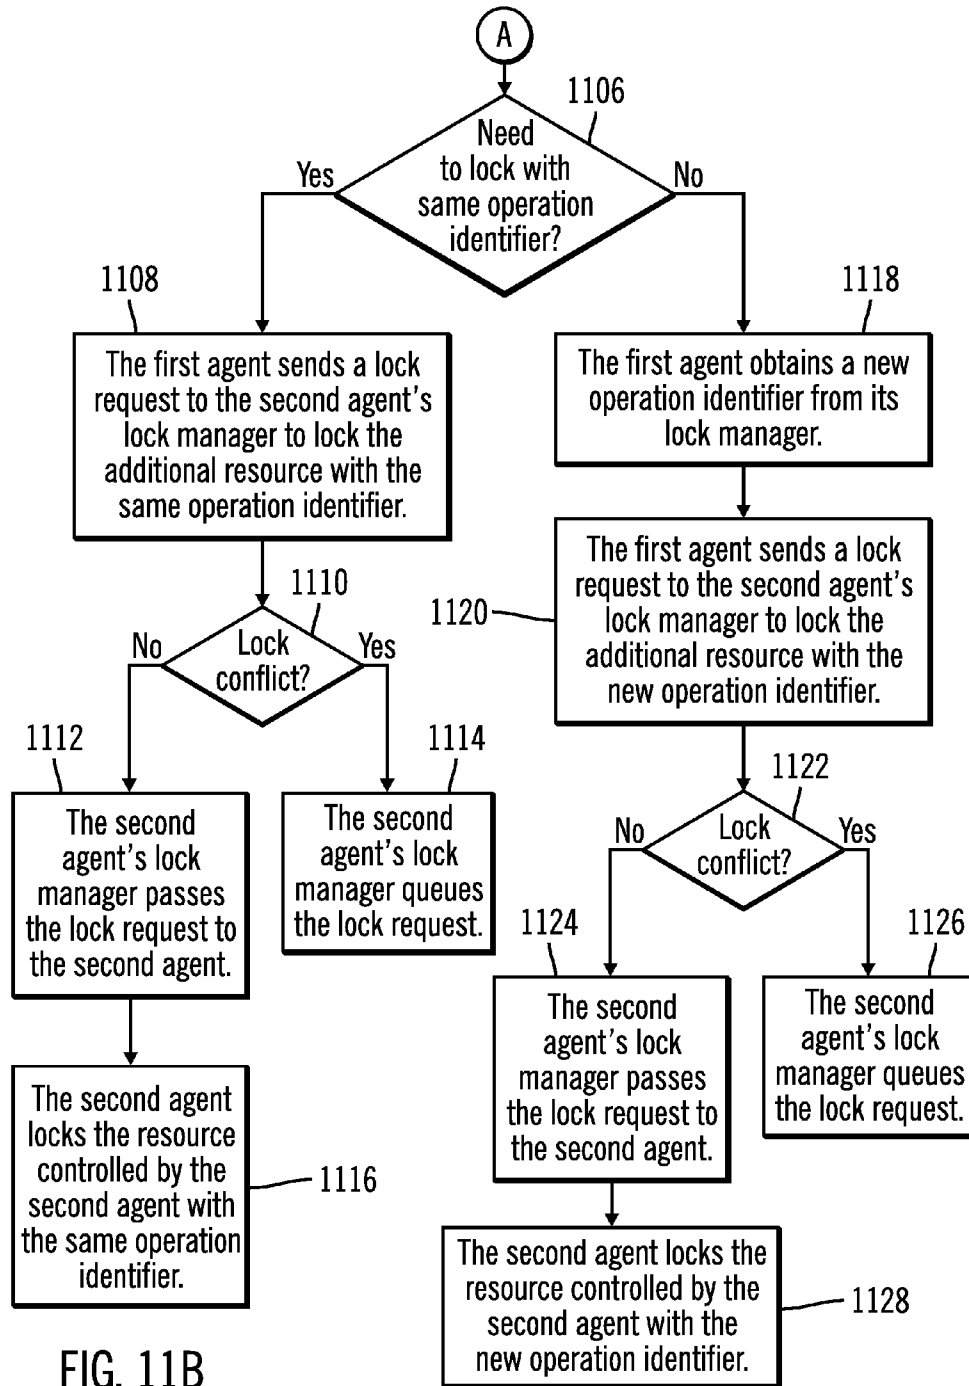 A
1106
Need
to lock with
same operation
identifier?
Yes
No
1108
The first agent sends a lock
request to the second agent's
lock manager to lock the
additional resource with the
same operation identifier.
1118
The first agent obtains a new
operation identifier from its
lock manager.
1110
Lock
conflict?
No
Yes
1120
The first agent sends a lock
request to the second agent's
lock manager to lock the
additional resource with the
new operation identifier.
1112
The second
agent's lock
manager passes
the lock request to
the second agent.
1114
The second
agent's lock
manager queues
the lock request.
1122
Lock
conflict?
No
Yes
1116
The second agent
locks the resource
controlled by the
second agent with
the same operation
identifier.
1124
The second
agent's lock
manager passes
the lock request to
the second agent.
1126
The second
agent's lock
manager queues
the lock request.
1128
The second agent locks the
resource controlled by the
second agent with the
new operation identifier.
FIG. 11B